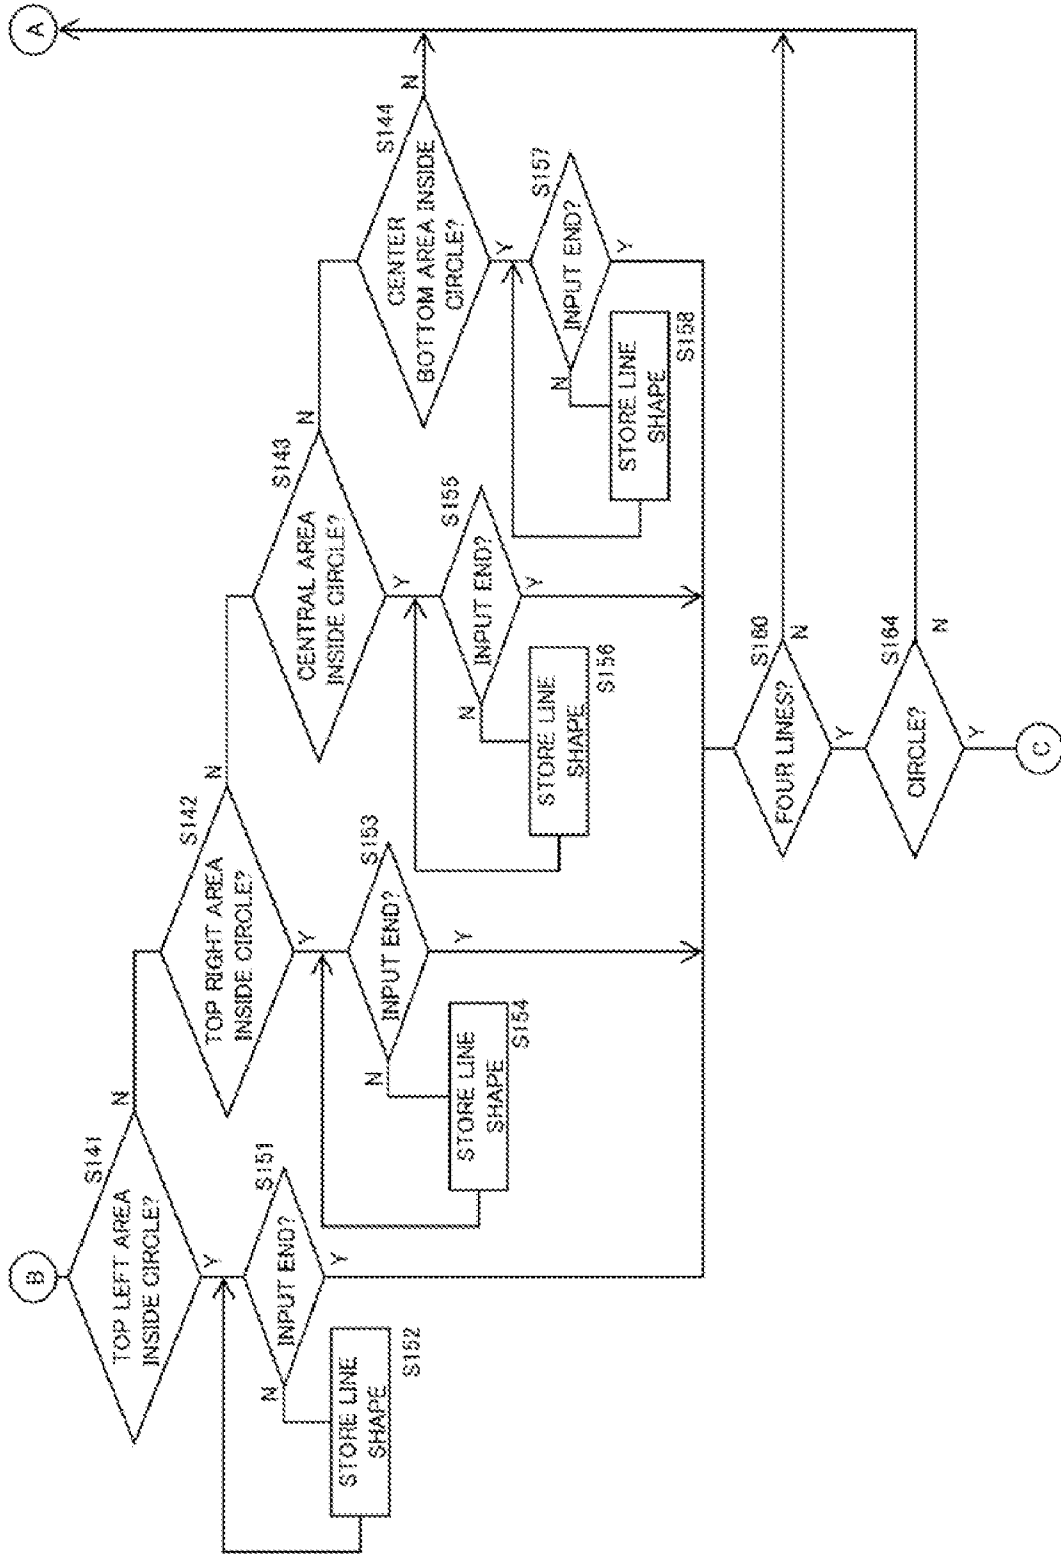 B
A
TOP LEFT AREA
INSIDE CIRCLE?
S141
N
Y
INPUT END?
S151
N
Y
STORE LINE
SHAPE
S152
TOP RIGHT AREA
INSIDE CIRCLE?
S142
N
Y
INPUT END?
S153
N
Y
STORE LINE
SHAPE
S154
CENTRAL AREA
INSIDE CIRCLE?
S143
N
Y
INPUT END?
S155
N
Y
STORE LINE
SHAPE
S156
CENTER
BOTTOM AREA INSIDE
CIRCLE?
S144
N
Y
INPUT END?
S157
N
Y
STORE LINE
SHAPE
S158
FOUR LINES?
S160
N
Y
CIRCLE?
S164
N
Y
C